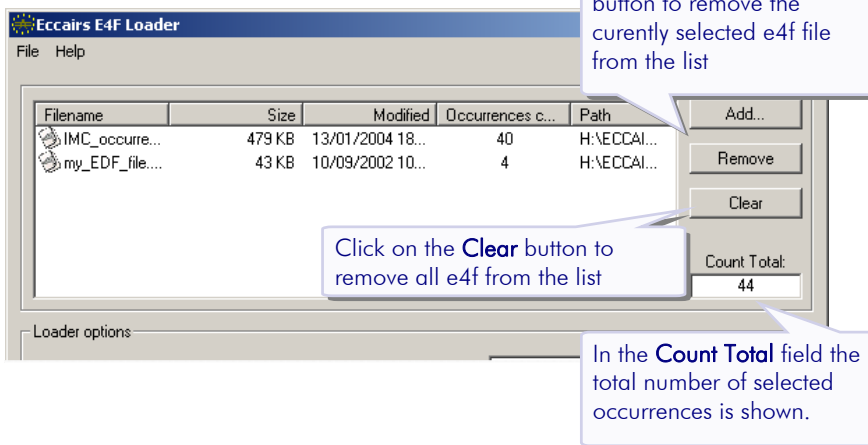 button to remove the
curently selected e4f file
from the list
Eccairs E4F Loader
File Help
Filename Size Modified Occurrences c... Path
IMC_occurre... 479 KB 13/01/2004 18... 40 H:\ECCAI...
my_EDF_file.... 43 KB 10/09/2002 10... 4 H:\ECCAI...
Add...
Remove
Clear
Click on the Clear button to
remove all e4f from the list
Count Total:
44
Loader options
In the Count Total field the
total number of selected
occurrences is shown.